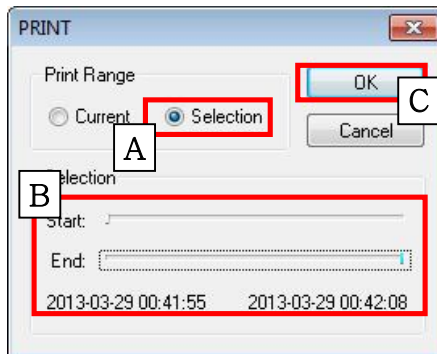 PRINT
Print Range
OK
C
Current
Selection
A
Cancel
Selection
B
Start:
End:
2013-03-29 00:41:55 2013-03-29 00:42:08